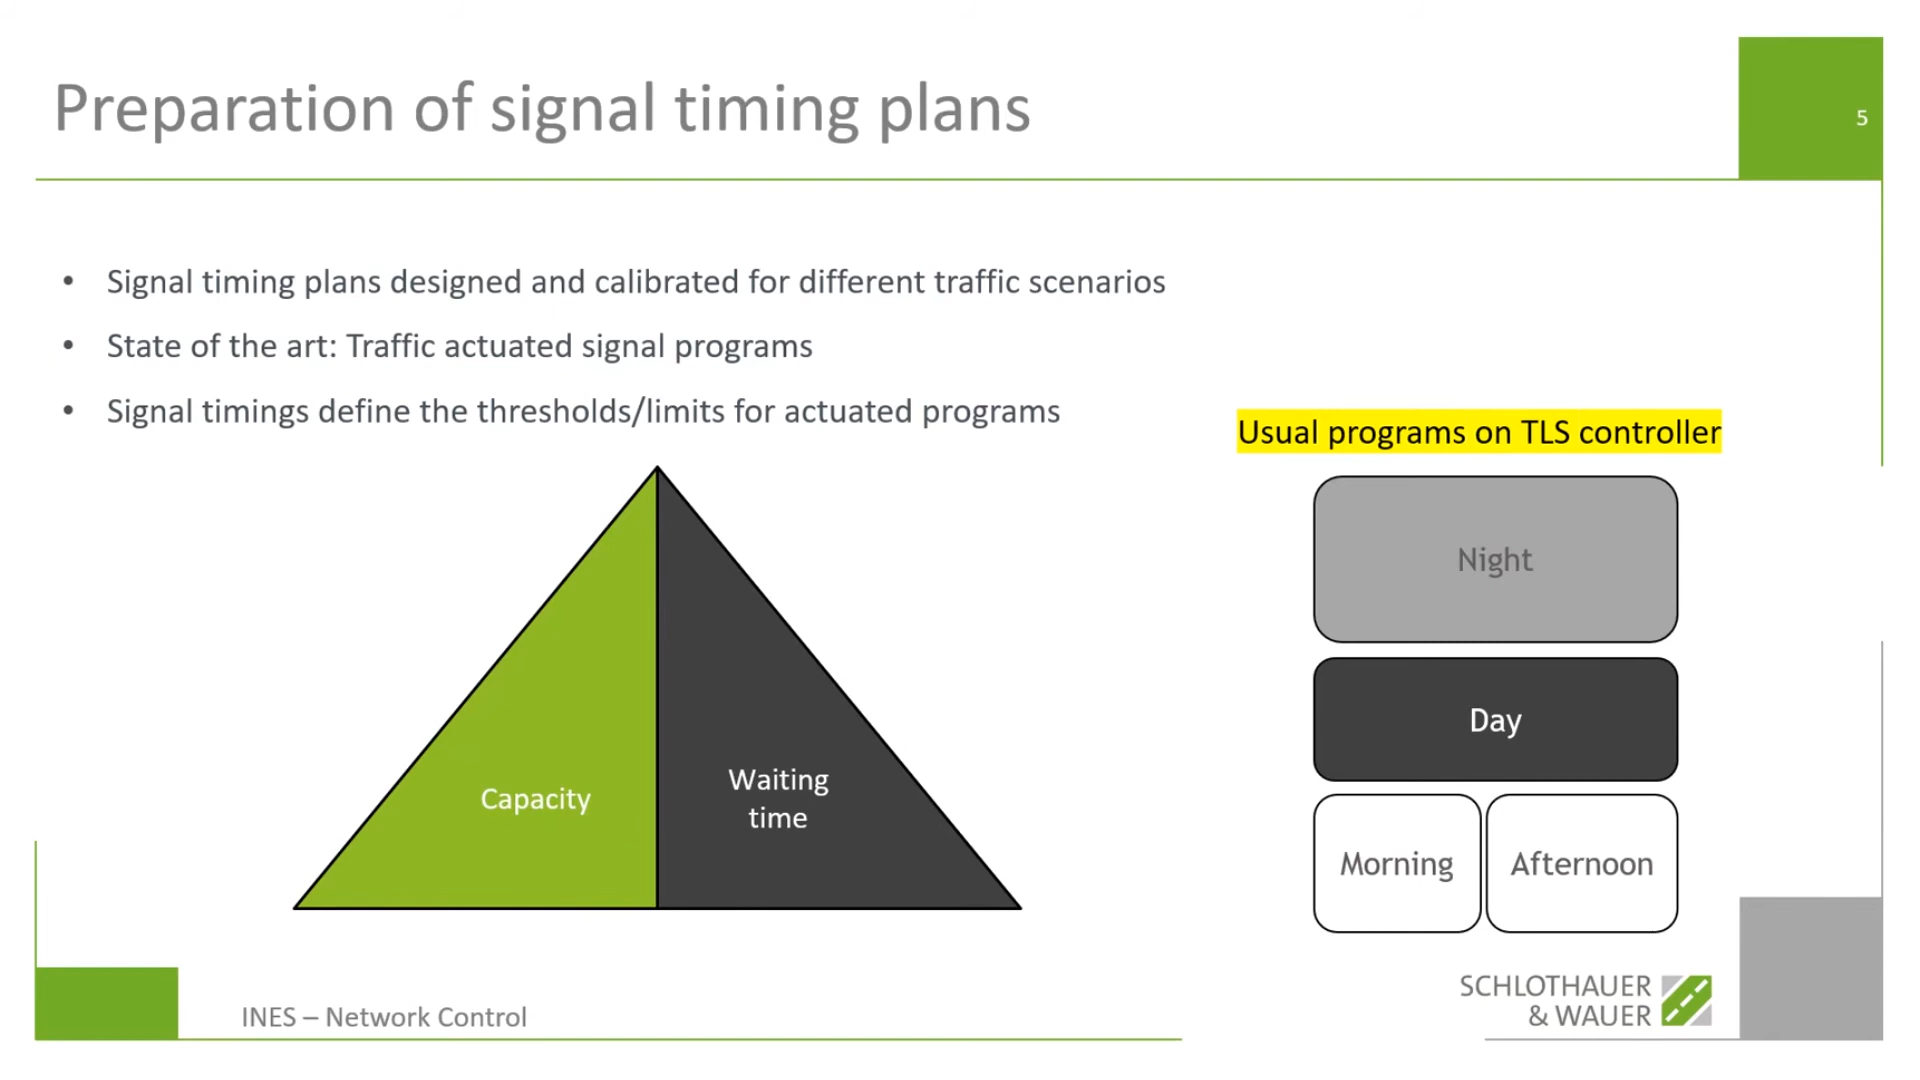 Preparation of signal timing plans
5
• Signal timing plans designed and calibrated for different traffic scenarios
• State of the art: Traffic actuated signal programs
• Signal timings define the thresholds/limits for actuated programs
Usual programs on TLS controller
Night
Day
Morning
Afternoon
Capacity
Waiting
time
INES – Network Control
SCHLOTHAUER
& WAUER